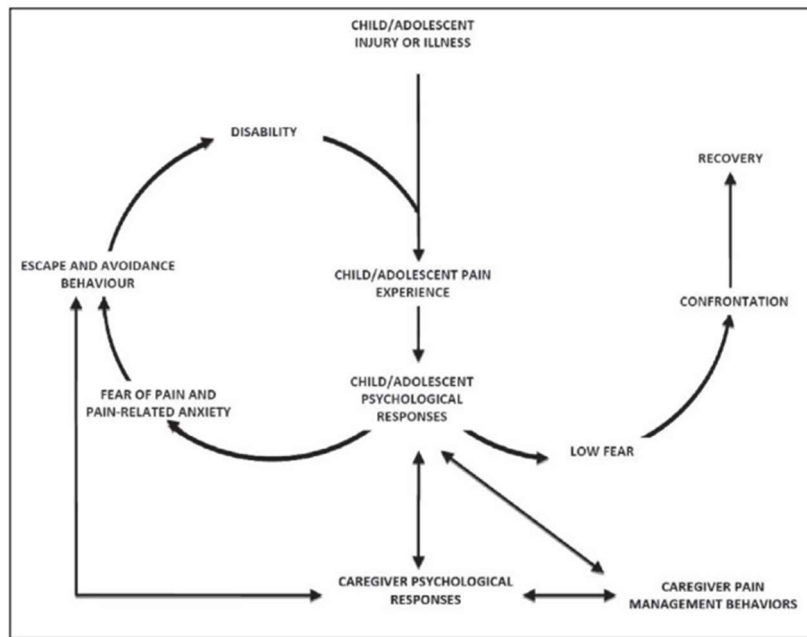 CHILD/ADOLESCENT
INJURY OR ILLNESS
DISABILITY
RECOVERY
ESCAPE AND AVOIDANCE
BEHAVIOUR
CHILD/ADOLESCENT PAIN
EXPERIENCE
CONFRONTATION
FEAR OF PAIN AND
PAIN-RELATED ANXIETY
CHILD/ADOLESCENT
PSYCHOLOGICAL
RESPONSES
LOW FEAR
CAREGIVER PSYCHOLOGICAL
RESPONSES
CAREGIVER PAIN
MANAGEMENT BEHAVIORS